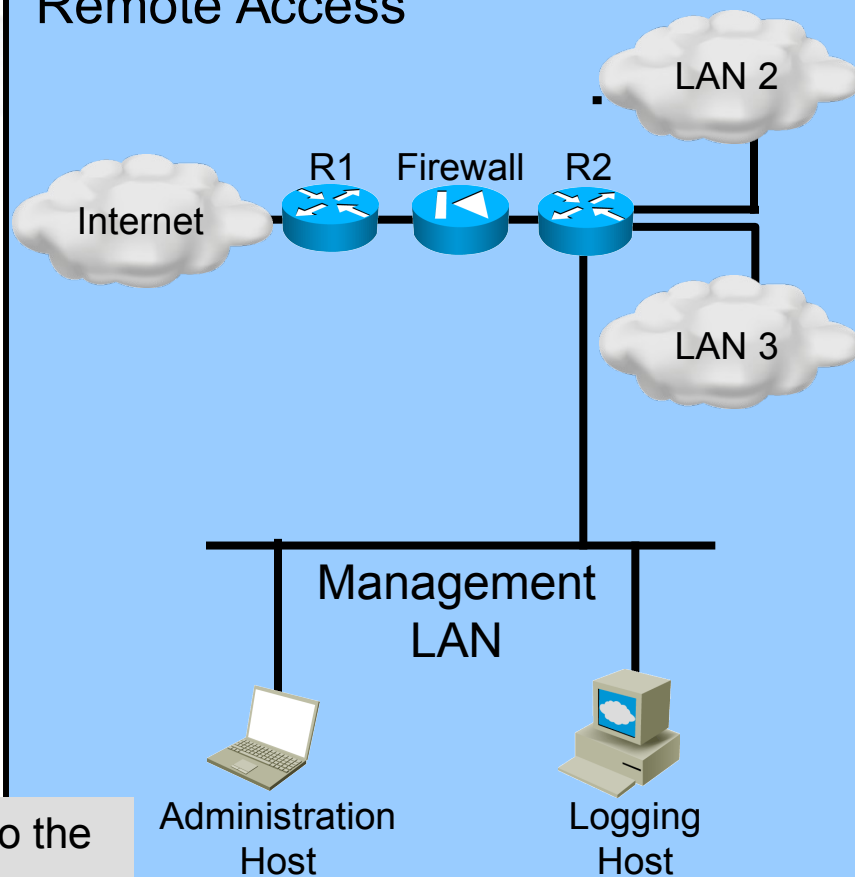 Remote Access
LAN 2
R1 Firewall R2
Internet
LAN 3
Management
LAN
Administration
Host
Logging
Host
o the